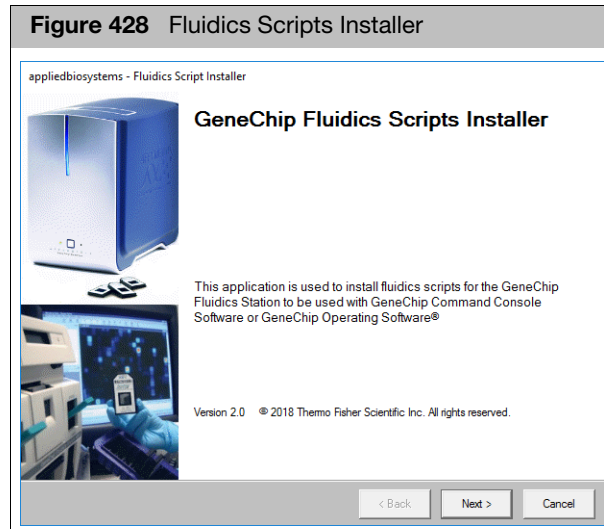 Figure 428 Fluidics Scripts Installer
appliedbiosystems - Fluidics Script Installer
GeneChip Fluidics Scripts Installer
This application is used to install fluidics scripts for the GeneChip
Fluidics Station to be used with GeneChip Command Console
Software or GeneChip Operating Software®
Version 2.0 © 2018 Thermo Fisher Scientific Inc. All rights reserved.
< Back
Next >
Cancel